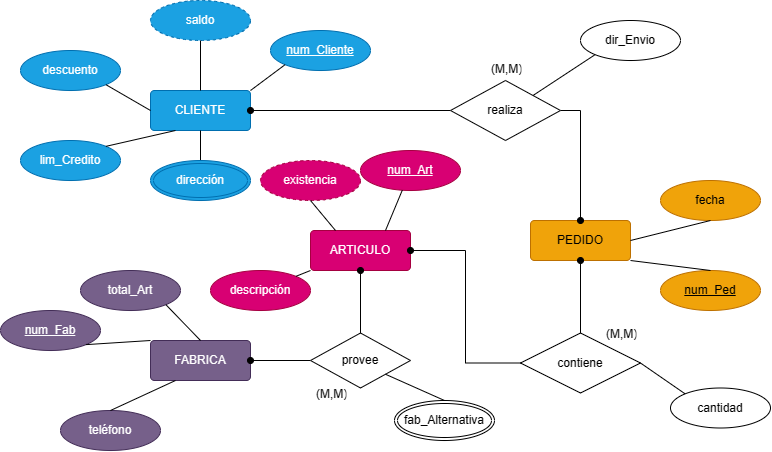 saldo
num_Cliente
dir_Envio
descuento
(M,M)
CLIENTE
realiza
lim_Credito
dirección
existencia
num_Art
fecha
ARTICULO
PEDIDO
descripción
total_Art
num_Ped
num_Fab
(M,M)
FABRICA
provee
contiene
(M,M)
cantidad
teléfono
fab_Alternativa